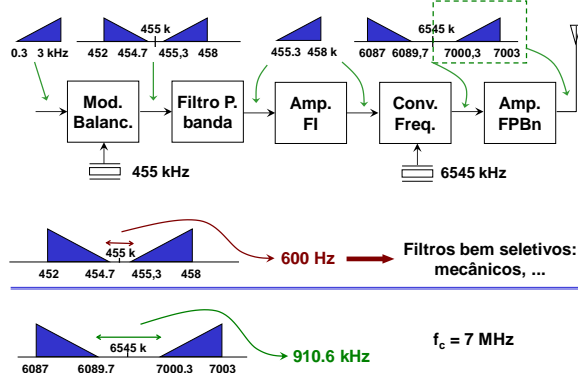 455 k
6545 k
0.3 3 kHz
452 454.7 455,3 458
455.3 458 k
6087 6089,7 7000,3 7003
Mod.
Balanc.
Filtro P.
banda
Amp.
FI
Conv.
Freq.
Amp.
FPBn
455 kHz
6545 kHz
455 k
452 454.7 455,3 458
600 Hz
Filtros bem seletivos:
mecânicos, ...
6545 k
6087 6089.7 7000.3 7003
910.6 kHz
fc = 7 MHz